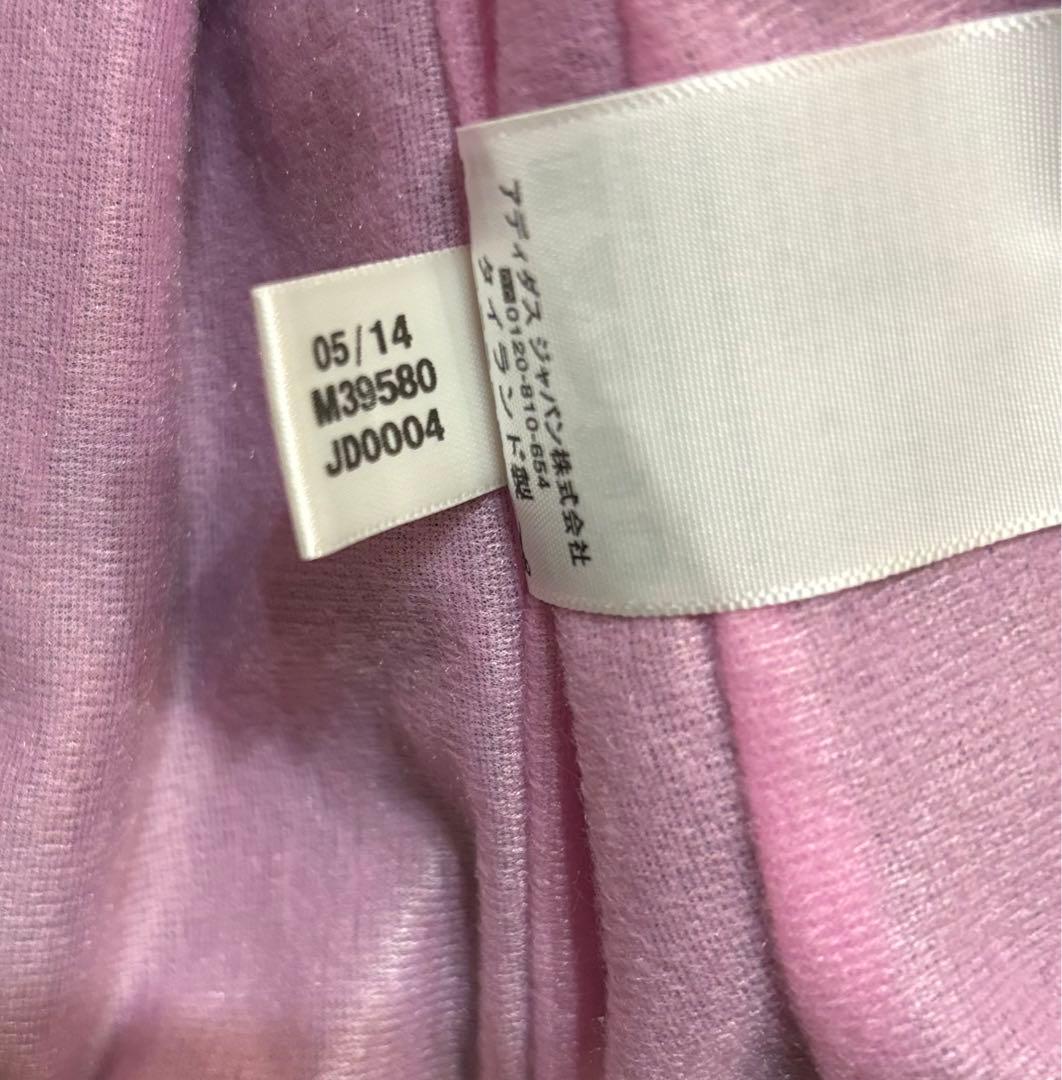 05/14
M39580
JD0004
アディダス ジャパン株式会社
0120-810-654
タイランド製